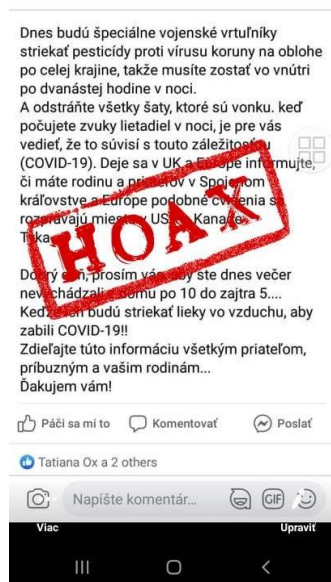 Dnes budú špeciálne vojenské vrtuľníky
striekať pesticídy proti vírusu koruny na oblohe
po celej krajine, takže musíte zostať vo vnútri
po dvanástej hodine v noci.
A odstráňte všetky šaty, ktoré sú vonku. keď
počujete zvuky lietadiel v noci, je pre vás
vedieť, že to súvisí s touto záležitosťou
(COVID-19). Deje sa v UK a Európe informujte,
či máte rodinu a priateľov v Spojenom
kráľovstve a Európe podobné cvičenia sa
rozprávajú miestov USA Kanade
HOAX
Dobrý deň, prosím vás, aby ste dnes večer
nevychádzali z domu po 10 do zajtra 5....
budú striekať lieky vo vzduchu, aby
zabili COVID-19!!
Zdieľajte túto informáciu všetkým priateľom,
príbuzným a vašim rodinám...
Ďakujem vám!
Páči sa mi to Komentovať Poslať
Tatiana Ox a 2 others
Napíšte komentár... GIF
Viac Upraviť